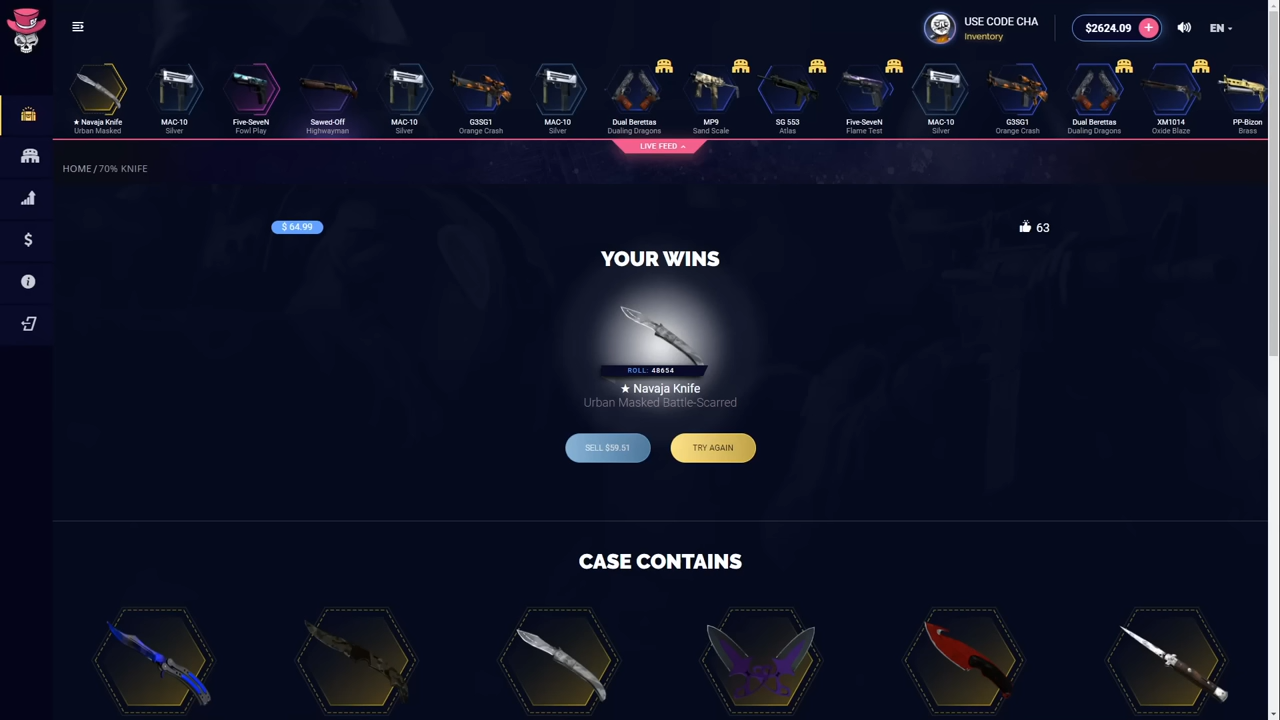 USE CODE CHA
Inventory
$2624.09
EN
★ Navaja Knife
Urban Masked
MAC-10
Silver
Five-SeveN
Fowl Play
Sawed-Off
Highwayman
MAC-10
Silver
G3SG1
Orange Crash
MAC-10
Silver
Dual Berettas
Dualing Dragons
MP9
Sand Scale
SG 553
Atlas
Five-SeveN
Flame Test
MAC-10
Silver
G3SG1
Orange Crash
Dual Berettas
Dualing Dragons
XM1014
Oxide Blaze
PP-Bizon
Brass
LIVE FEED
HOME / 70% KNIFE
$ 64.99
63
YOUR WINS
ROLL: 48654
★ Navaja Knife
Urban Masked Battle-Scarred
SELL $59.51
TRY AGAIN
CASE CONTAINS